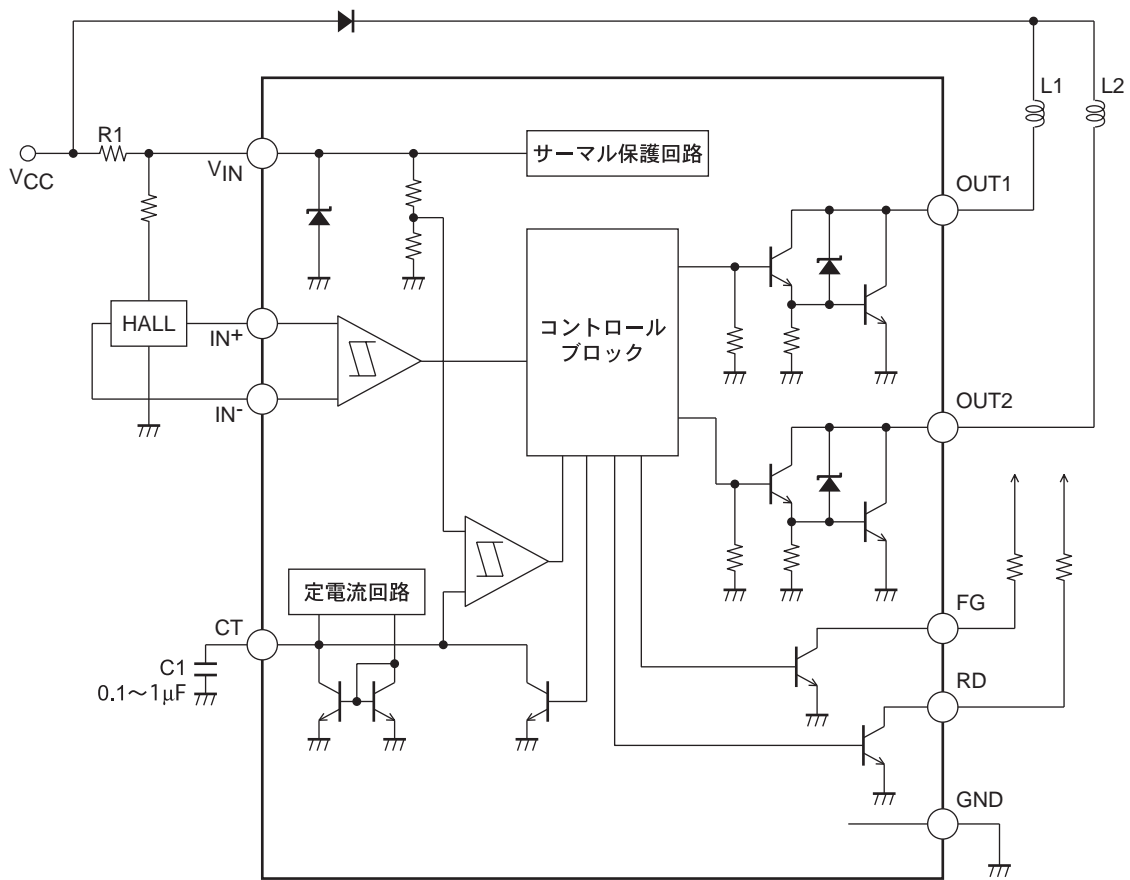 L1
L2
R1
VCC
VIN
サーマル保護回路
OUT1
HALL
IN+
コントロール
ブロック
IN-
OUT2
定電流回路
CT
FG
C1
0.1～1μF
RD
GND